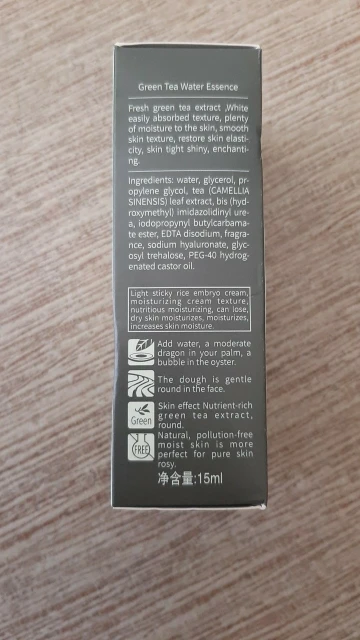 Green Tea Water Essence
Fresh green tea extract ,White
easily absorbed texture, plenty
of moisture to the skin, smooth
skin texture, restore skin elasti-
city, skin tight shiny, enchanti-
ng.
Ingredients: water, glycerol, pr-
opylene glycol, tea (CAMELLIA
SINENSIS) leaf extract, bis (hyd-
roxymethyl) imidazolidinyl ure-
a, iodopropynyl butylcarbama-
te ester, EDTA disodium, fragra-
nce, sodium hyaluronate, glyc-
osyl trehalose, PEG-40 hydrog-
enated castor oil.
Light sticky rice embryo cream,
moisturizing cream texture,
nutritious moisturizing, can lose,
dry skin moisturizes, moisturizes,
increases skin moisture.
Add water, a moderate
dragon in your palm, a
bubble in the oyster.
The dough is gentle
round in the face.
Green
Skin effect Nutrient-rich
green tea extract,
round.
FREE
Natural, pollution-free
moist skin is more
perfect for pure skin
rosy.
净含量:15ml